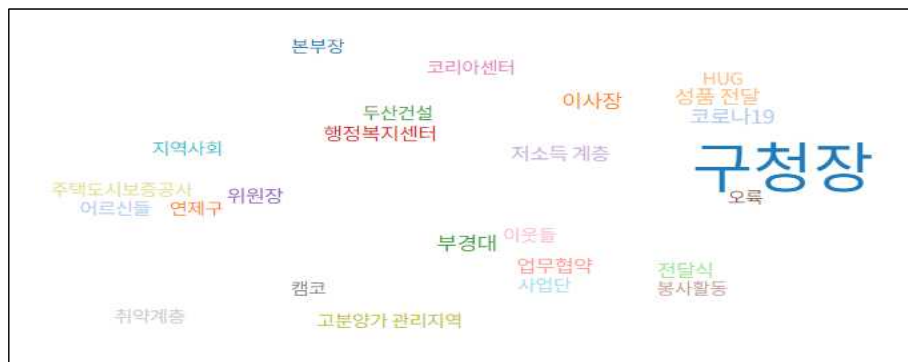 본부장
코리아센터
HUG
이사장
성품 전달
두산건설
코로나19
행정복지센터
지역사회
저소득 계층
구청장
주택도시보증공사
위원장
오륙
어르신들
연제구
부경대
이웃들
업무협약
전달식
캠코
사업단
봉사활동
취약계층
고분양가 관리지역